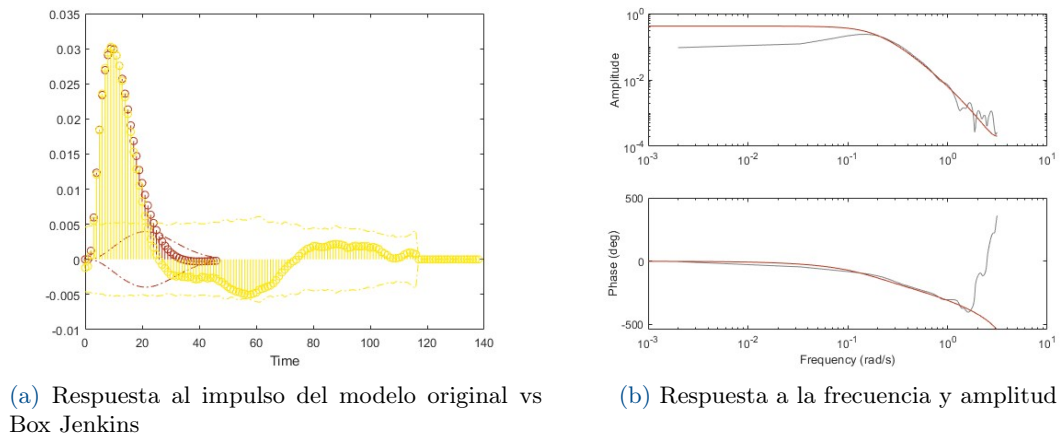 0.035
0.03
0.025
0.02
0.015
0.01
0.005
0
-0.005
-0.01
0 20 40 60 80 100 120 140
Time
(a) Respuesta al impulso del modelo original vs
Box Jenkins
10^0
10^-2
10^-4
Amplitude
10^-3 10^-2 10^-1 10^0 10^1
500
0
-500
Phase (deg)
10^-3 10^-2 10^-1 10^0 10^1
Frequency (rad/s)
(b) Respuesta a la frecuencia y amplitud